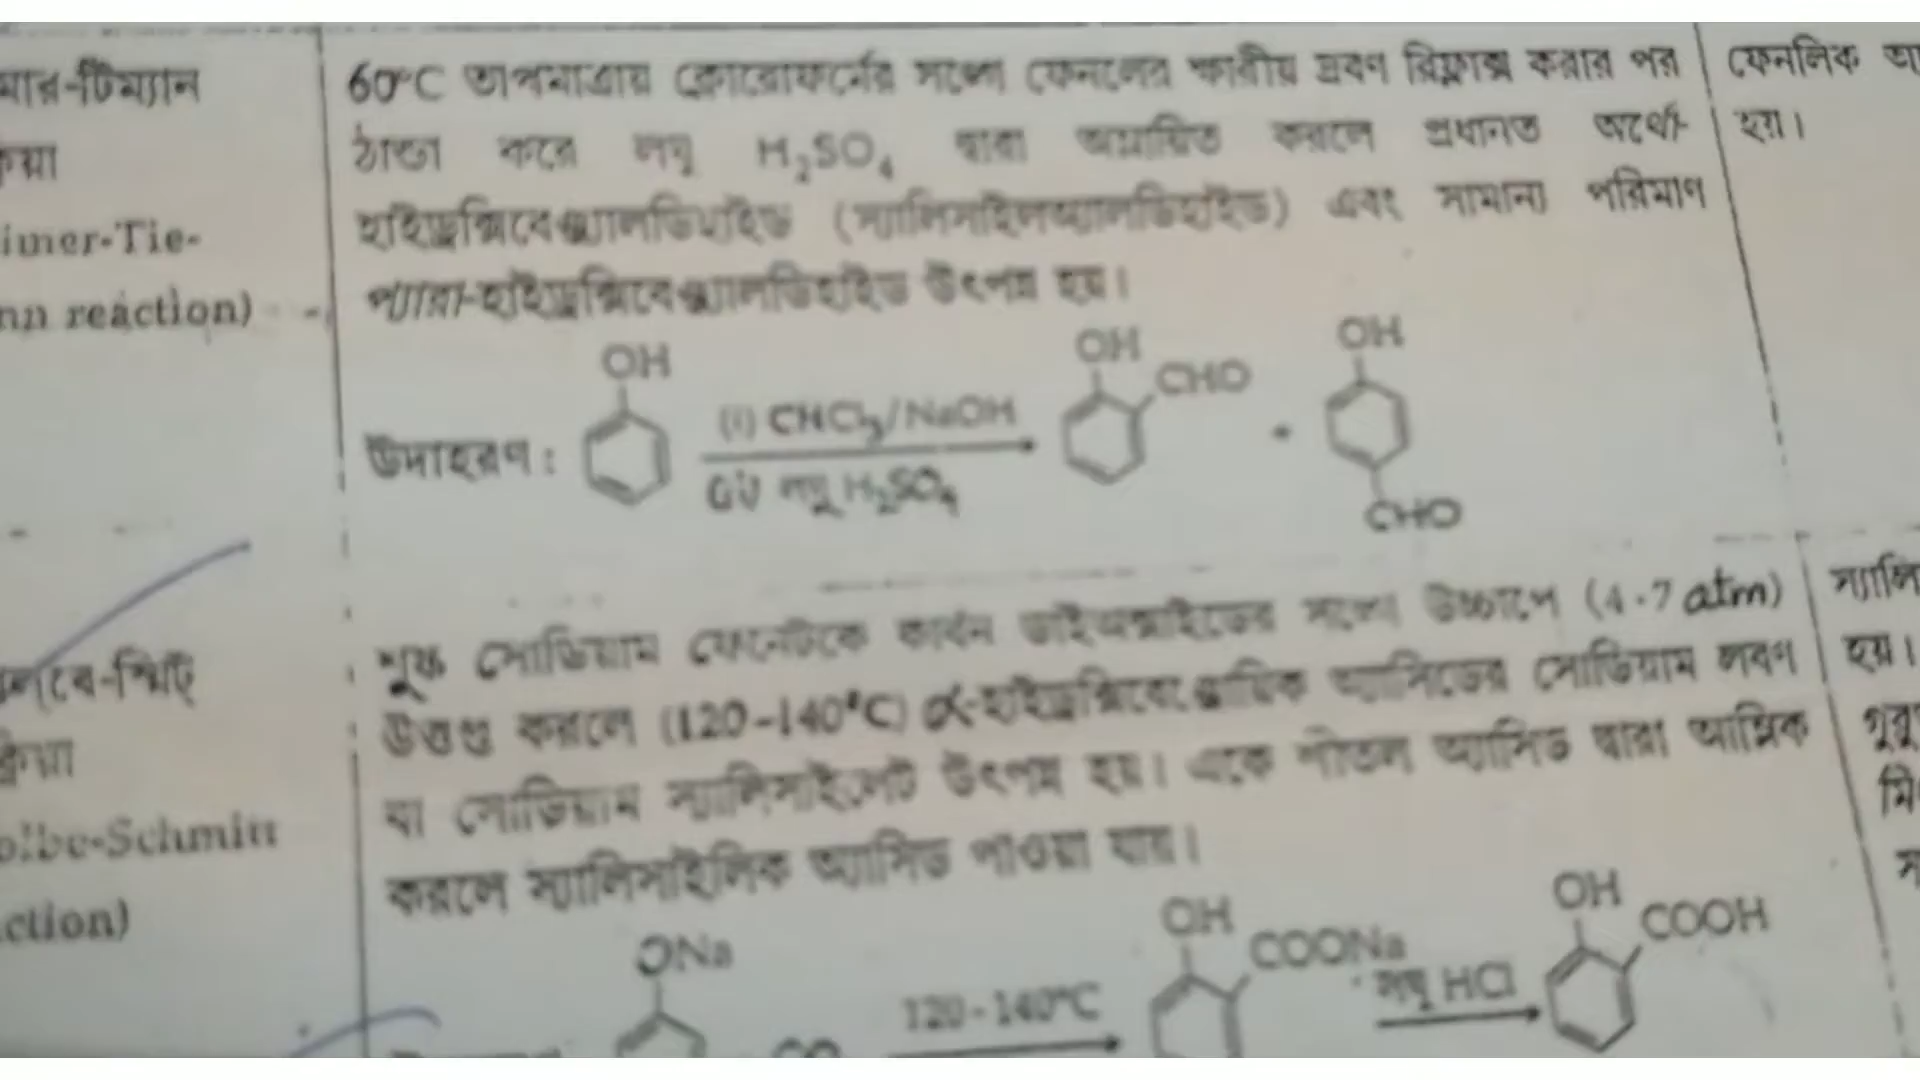 মার-টিম্যান
ক্রিয়া
imer-Tie-
nn reaction)
60°C তাপমাত্রায় ক্লোরোফর্মের সঙ্গে ফেনলের ক্ষারীয় দ্রবণ রিফ্লাক্স করার পর
ঠান্ডা করে লঘু H₂SO₄ দ্বারা অম্লায়িত করলে প্রধানত অর্থো-
হাইড্রক্সিবেঞ্জালডিহাইড (স্যালিসাইলঅ্যালডিহাইড) এবং সামান্য পরিমাণ
প্যারা-হাইড্রক্সিবেঞ্জালডিহাইড উৎপন্ন হয়।
উদাহরণ :
OH
(i) CHCl₃/NaOH
(ii) লঘু H₂SO₄
OH
CHO
+
OH
CHO
ফেনলিক
হয়।
লবে-শ্মিট
ক্রিয়া
olbe-Schmitt
ction)
শুষ্ক সোডিয়াম ফেনেটকে কার্বন ডাইঅক্সাইডের সঙ্গে উচ্চচাপে (4-7 atm)
উত্তপ্ত করলে (120-140°C) α-হাইড্রক্সিবেঞ্জোয়িক অ্যাসিডের সোডিয়াম লবণ
বা সোডিয়াম স্যালিসাইলেট উৎপন্ন হয়। একে শীতল অ্যাসিড দ্বারা আম্লিক
করলে স্যালিসাইলিক অ্যাসিড পাওয়া যায়।
ONa
120-140°C
OH
COONa
লঘু HCl
OH
COOH
স্যালি
হয়।